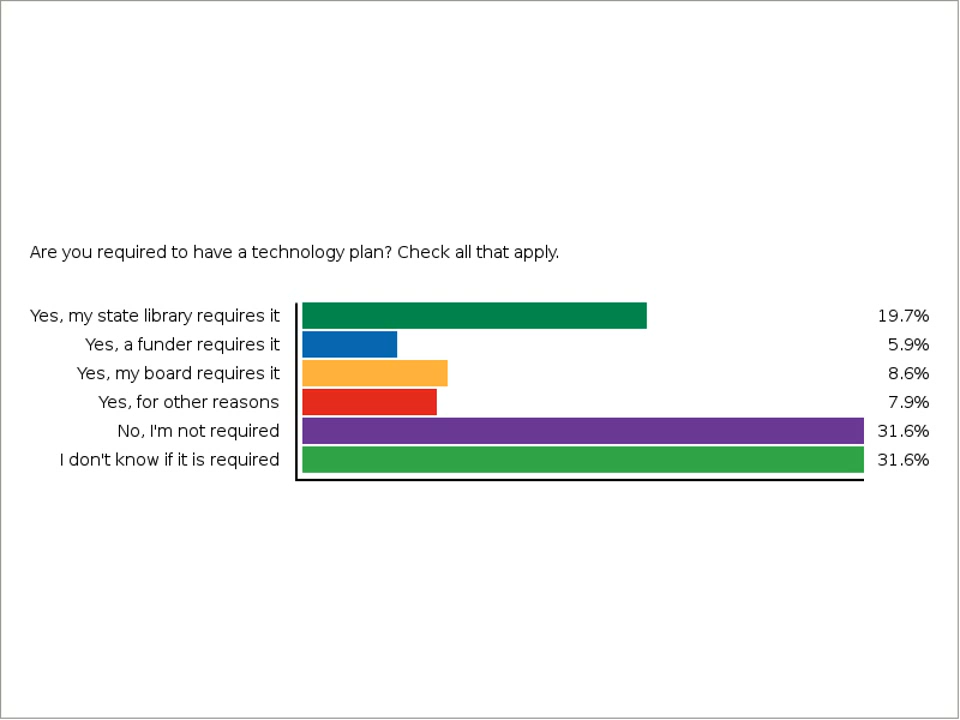 Are you required to have a technology plan? Check all that apply.
Yes, my state library requires it 19.7%
Yes, a funder requires it 5.9%
Yes, my board requires it 8.6%
Yes, for other reasons 7.9%
No, I'm not required 31.6%
I don't know if it is required 31.6%